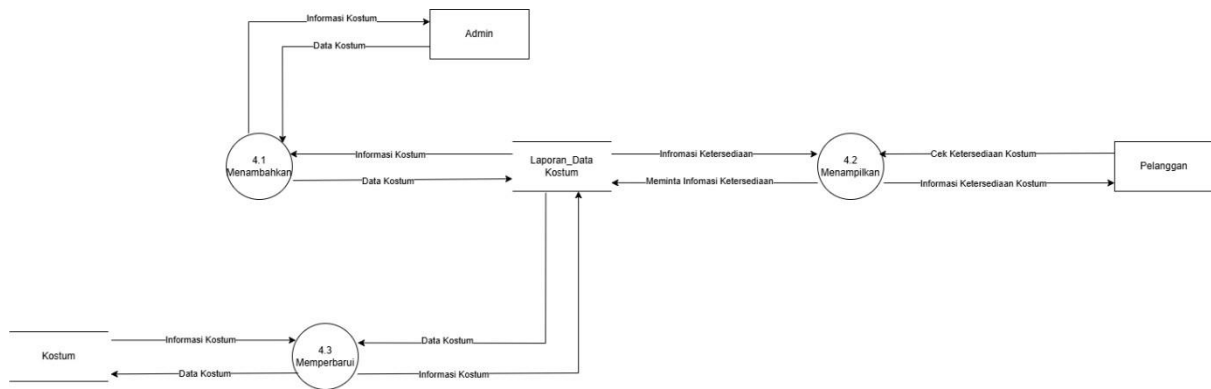 Informasi Kostum
Admin
Data Kostum
4.1
Menambahkan
Informasi Kostum
Data Kostum
Laporan_Data
Kostum
Infromasi Ketersediaan
Meminta Infomasi Ketersediaan
4.2
Menampilkan
Cek Ketersediaan Kostum
Informasi Ketersediaan Kostum
Pelanggan
Kostum
Informasi Kostum
Data Kostum
4.3
Memperbarui
Data Kostum
Informasi Kostum